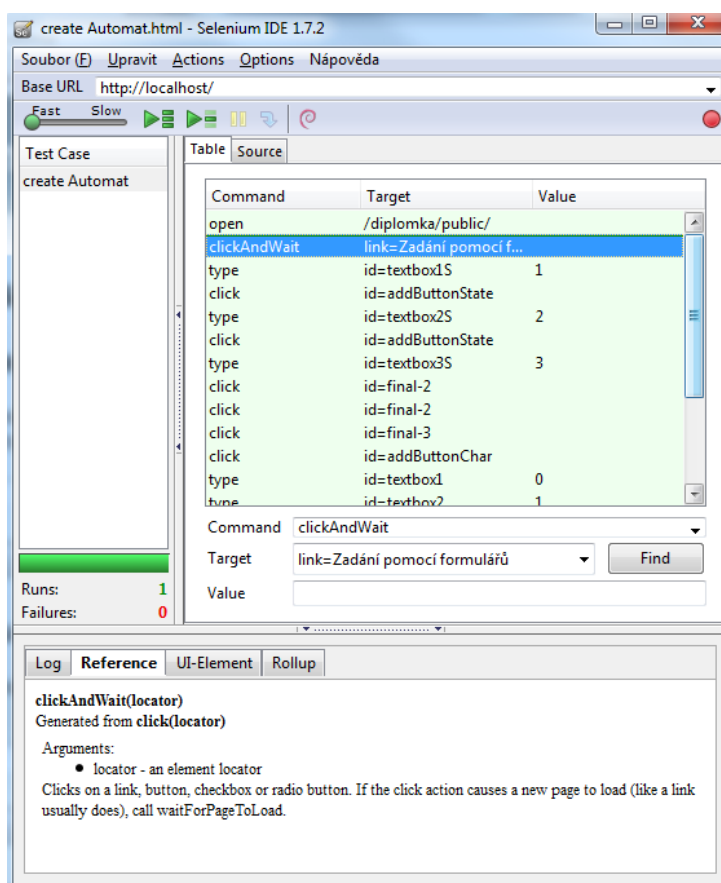 create Automat.html - Selenium IDE 1.7.2
Soubor (F) Upravit Actions Options Nápověda
Base URL http://localhost/
Fast Slow
Test Case
create Automat
Table Source
Command Target Value
open /diplomka/public/
clickAndWait link=Zadání pomocí f...
type id=textbox1S 1
click id=addButtonState
type id=textbox2S 2
click id=addButtonState
type id=textbox3S 3
click id=final-2
click id=final-2
click id=final-3
click id=addButtonChar
type id=textbox1 0
type id=textbox2 1
Command clickAndWait
Target link=Zadání pomocí formulářů Find
Value
Runs: 1
Failures: 0
Log Reference UI-Element Rollup
clickAndWait(locator)
Generated from click(locator)
Arguments:
● locator - an element locator
Clicks on a link, button, checkbox or radio button. If the click action causes a new page to load (like a link
usually does), call waitForPageToLoad.